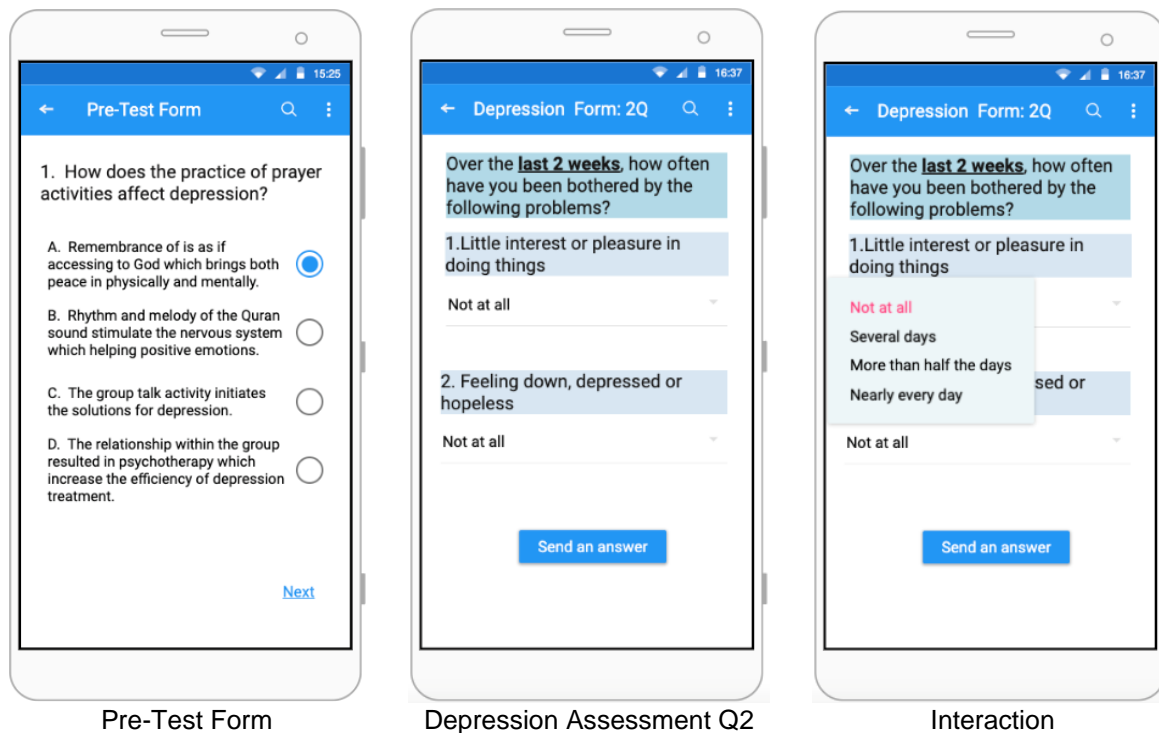 15:25
Pre-Test Form
1. How does the practice of prayer
activities affect depression?
A. Remembrance of is as if
accessing to God which brings both
peace in physically and mentally.
B. Rhythm and melody of the Quran
sound stimulate the nervous system
which helping positive emotions.
C. The group talk activity initiates
the solutions for depression.
D. The relationship within the group
resulted in psychotherapy which
increase the efficiency of depression
treatment.
Next
Pre-Test Form
16:37
Depression Form: 2Q
Over the last 2 weeks, how often
have you been bothered by the
following problems?
1.Little interest or pleasure in
doing things
Not at all
2. Feeling down, depressed or
hopeless
Not at all
Send an answer
Depression Assessment Q2
16:37
Depression Form: 2Q
Over the last 2 weeks, how often
have you been bothered by the
following problems?
1.Little interest or pleasure in
doing things
Not at all
Several days
More than half the days
Nearly every day
sed or
Not at all
Send an answer
Interaction